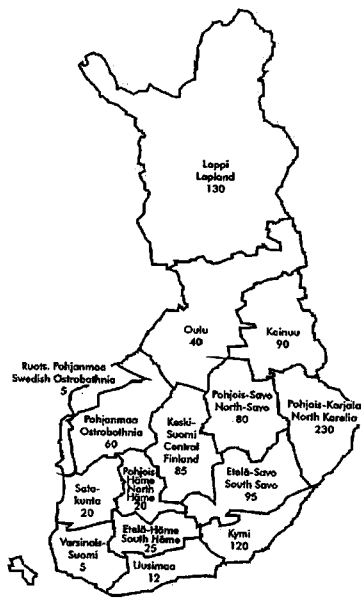 Lappi
Lapland
130
Oulu
40
Kainuu
90
Ruots. Pohjanmaa
Swedish Ostrobothnia
5
Pohjanmaa
Ostrobothnia
60
Keski-
Suomi
Central
Finland
85
Pohjois-Savo
North-Savo
80
Pohjois-Karjala
North Karelia
230
Sata-
kunta
20
Pohjois-
Häme
North
Häme
20
Etelä-Savo
South Savo
95
Etelä-Häme
South Häme
25
Kymi
120
Varsinais-
Suomi
5
Uusimaa
12